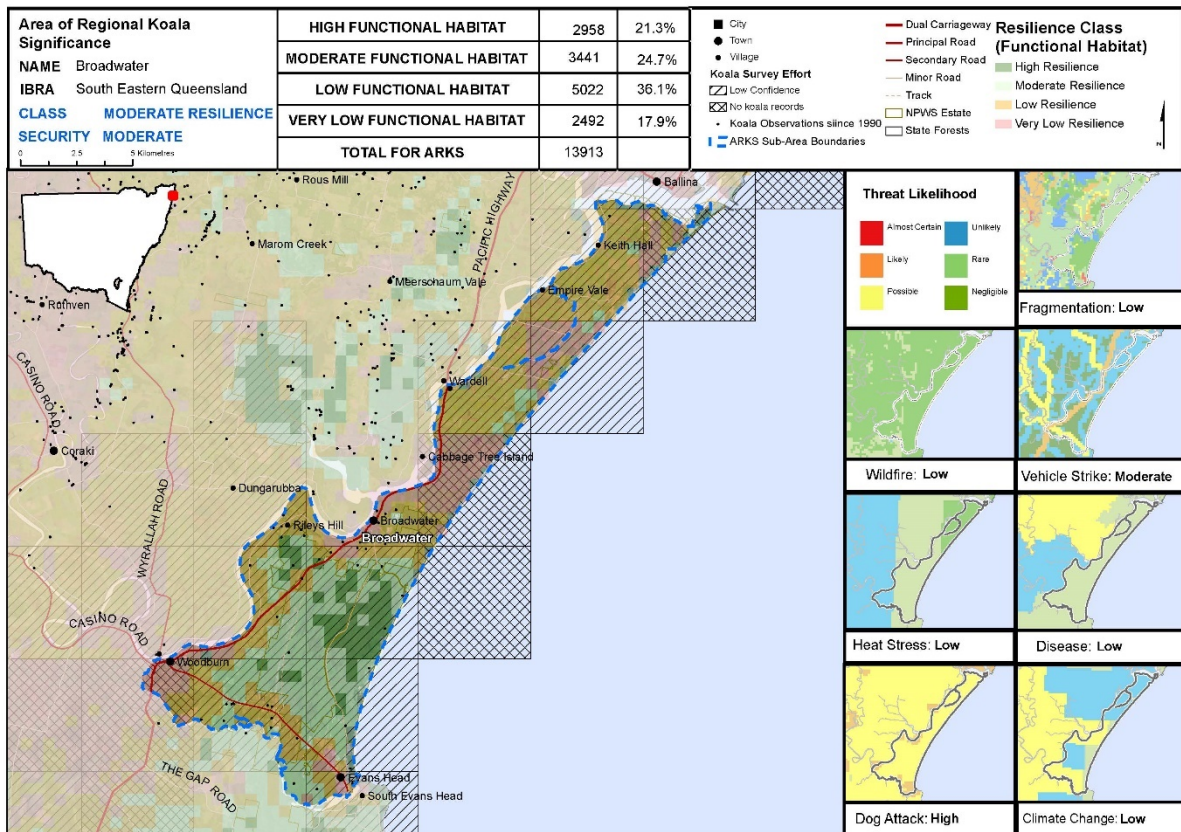 Area of Regional Koala
Significance
NAME Broadwater
IBRA South Eastern Queensland
CLASS MODERATE RESILIENCE
SECURITY MODERATE
0 2.5 5 Kilometres
HIGH FUNCTIONAL HABITAT 2958 21.3%
MODERATE FUNCTIONAL HABITAT 3441 24.7%
LOW FUNCTIONAL HABITAT 5022 36.1%
VERY LOW FUNCTIONAL HABITAT 2492 17.9%
TOTAL FOR ARKS 13913
City
Town
Village
Koala Survey Effort
Low Confidence
No koala records
Koala Observations siince 1990
ARKS Sub-Area Boundaries
Dual Carriageway
Principal Road
Secondary Road
Minor Road
Track
NPWS Estate
State Forests
Resilience Class
(Functional Habitat)
High Resilience
Moderate Resilience
Low Resilience
Very Low Resilience
N
Rous Mill
Ballina
PACIFIC HIGHWAY
Marom Creek
Keith Hall
Meerschaum Vale
Empire Vale
Ruthven
CASINO ROAD
Wardell
Coraki
Cabbage Tree Island
Dungarubba
WYRALLAH ROAD
Rileys Hill
Broadwater
Broadwater
CASINO ROAD
Woodburn
THE GAP ROAD
Evans Head
South Evans Head
Threat Likelihood
Almost Certain
Unlikely
Likely
Rare
Possible
Negligible
Fragmentation: Low
Wildfire: Low
Vehicle Strike: Moderate
Heat Stress: Low
Disease: Low
Dog Attack: High
Climate Change: Low